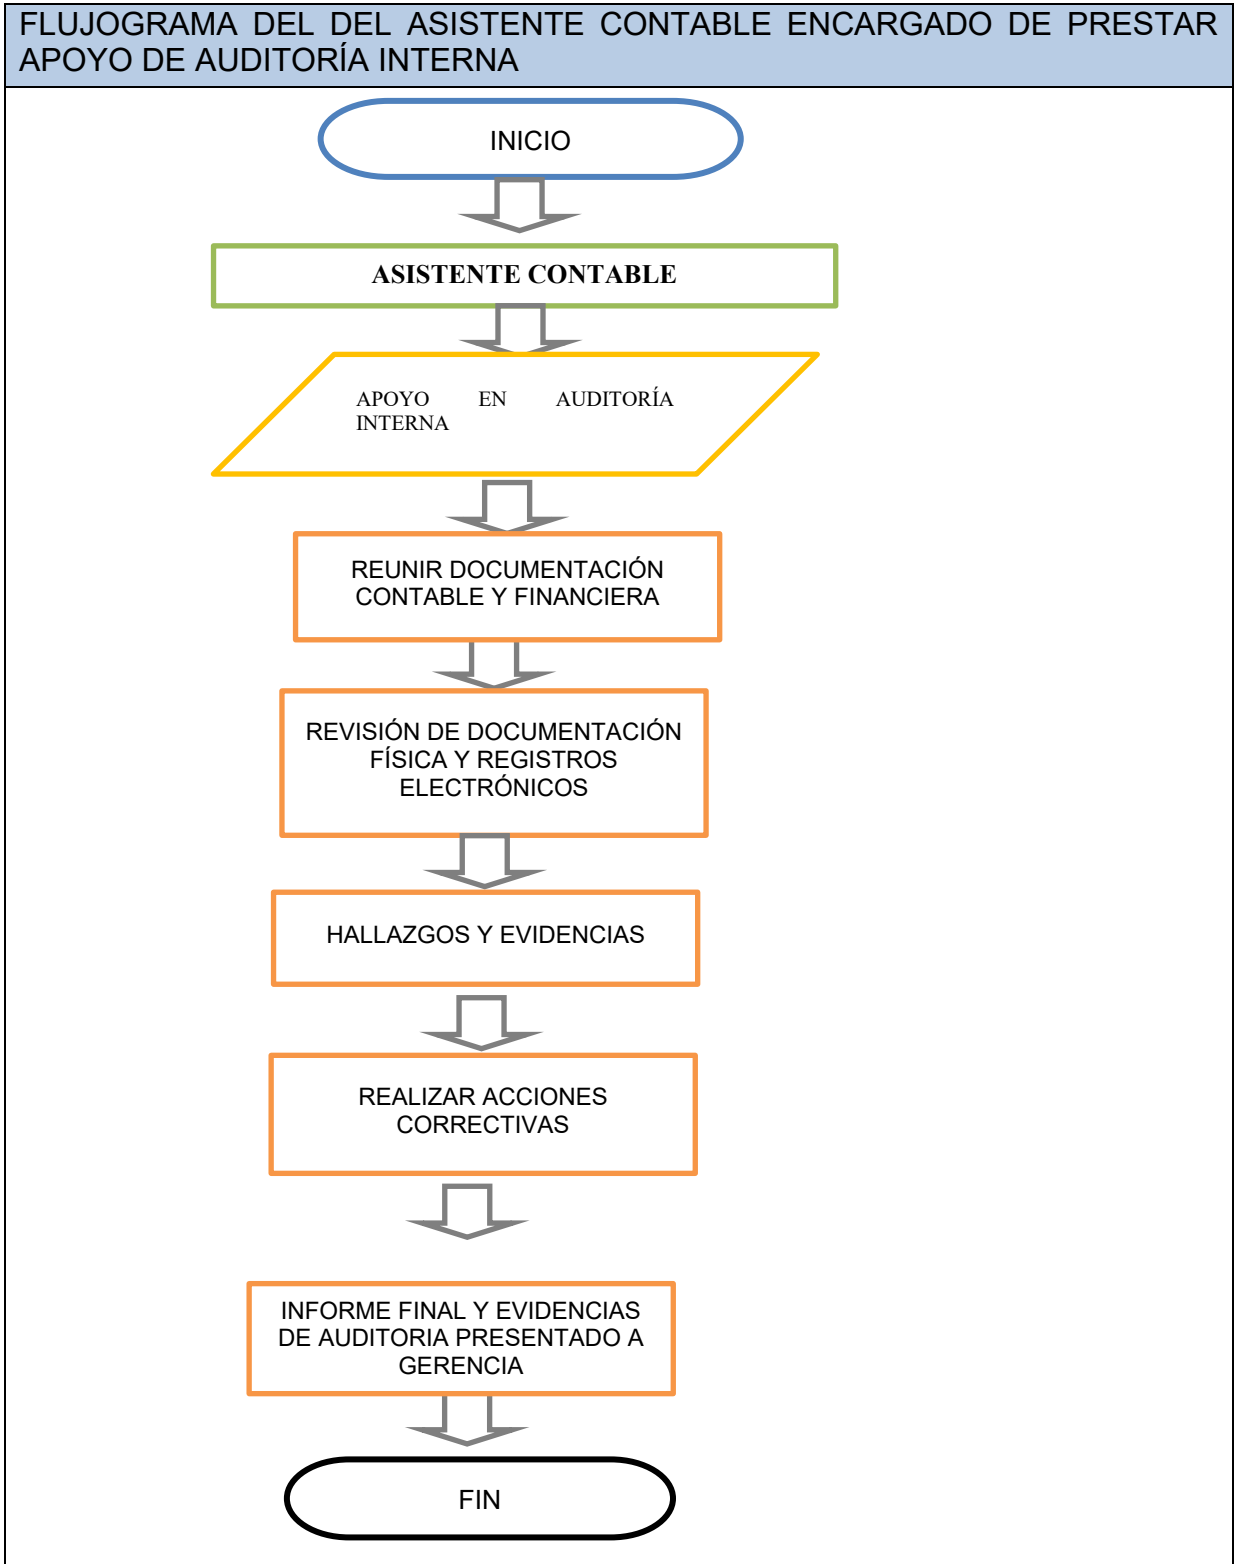 FLUJOGRAMA DEL DEL ASISTENTE CONTABLE ENCARGADO DE PRESTAR
APOYO DE AUDITORÍA INTERNA
INICIO
ASISTENTE CONTABLE
APOYO EN AUDITORÍA
INTERNA
REUNIR DOCUMENTACIÓN
CONTABLE Y FINANCIERA
REVISIÓN DE DOCUMENTACIÓN
FÍSICA Y REGISTROS
ELECTRÓNICOS
HALLAZGOS Y EVIDENCIAS
REALIZAR ACCIONES
CORRECTIVAS
INFORME FINAL Y EVIDENCIAS
DE AUDITORIA PRESENTADO A
GERENCIA
FIN